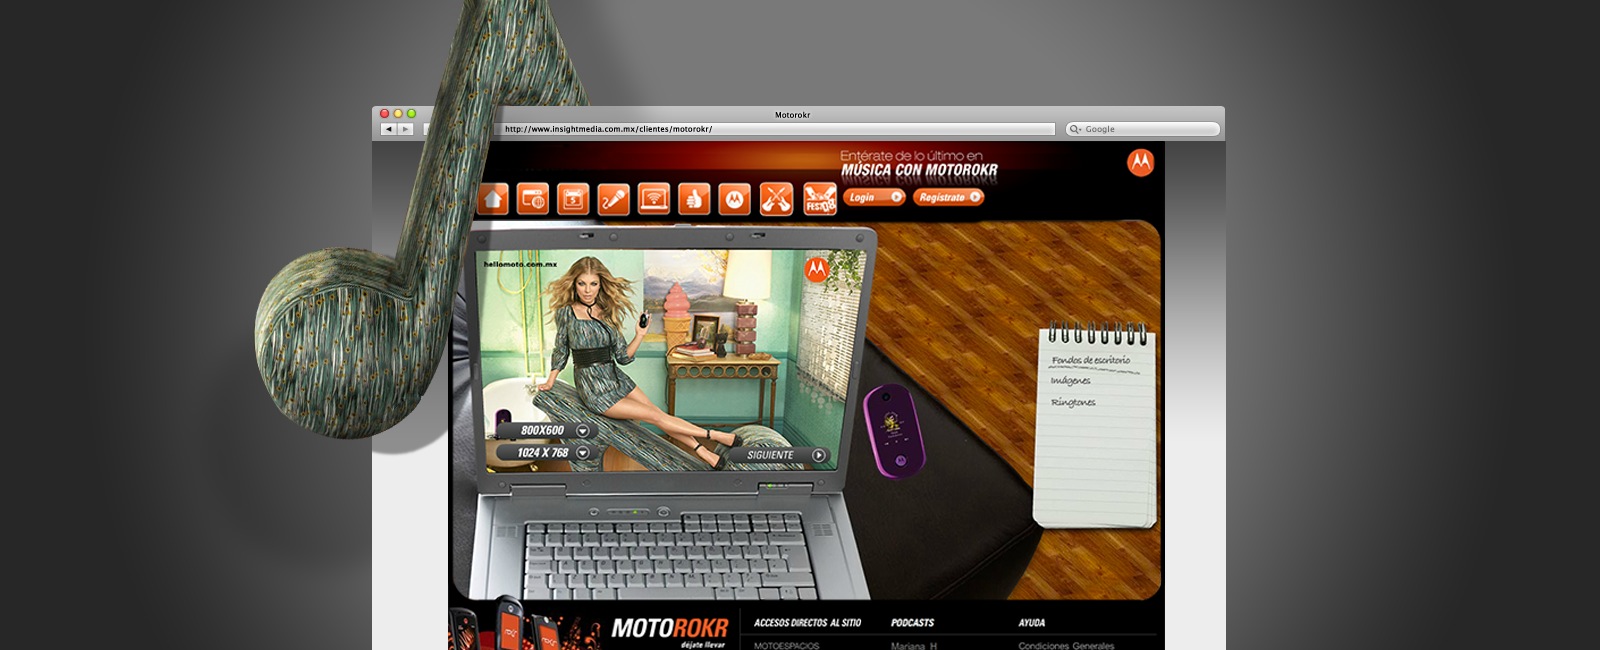 Motorokr
http://www.insightmedia.com.mx/clientes/motorokr/
Google
Entérate de lo último en
MÚSICA CON MOTOROKR
Login
Registrate
FEST08
hellomoto.com.mx
800X600
1024 X 768
SIGUIENTE
Fondos de escritorio
Imágenes
Ringtones
MOTOROKR
déjate llevar
ACCESOS DIRECTOS AL SITIO
PODCASTS
AYUDA
MOTOESPACIOS
Mariana H
Condiciones Generales